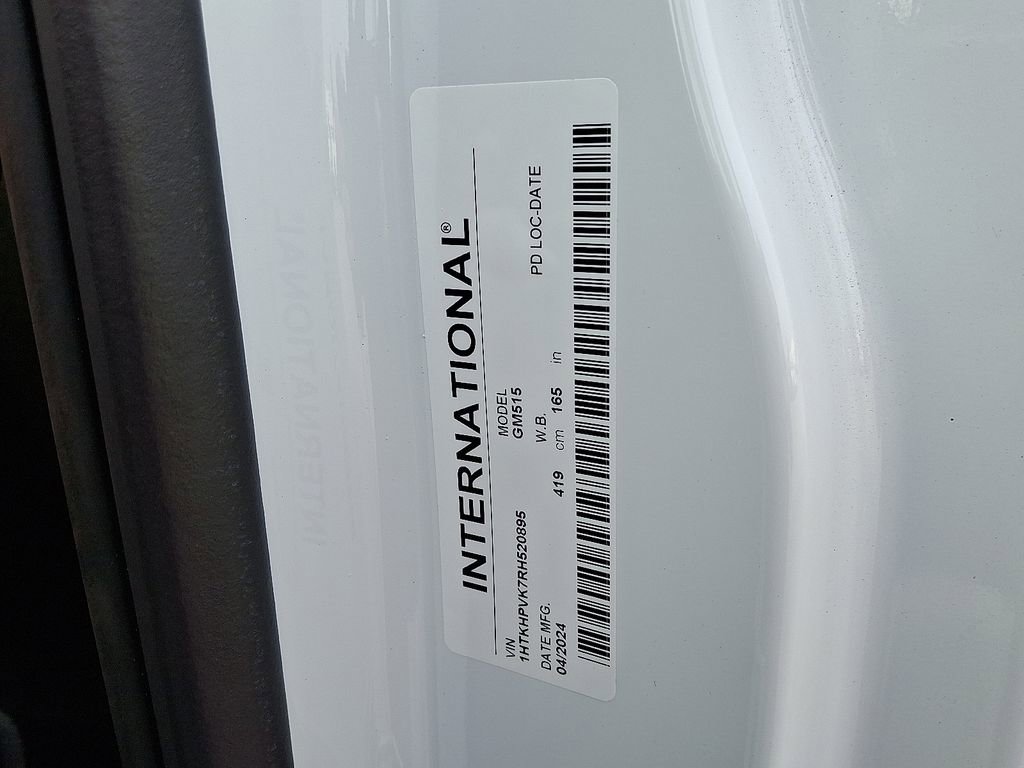 INTERNATIONAL®
VIN MODEL
1HTKHPVK7RH520895 GM515
DATE MFG. W.B. PD LOC-DATE
04/2024 419 cm 165 in